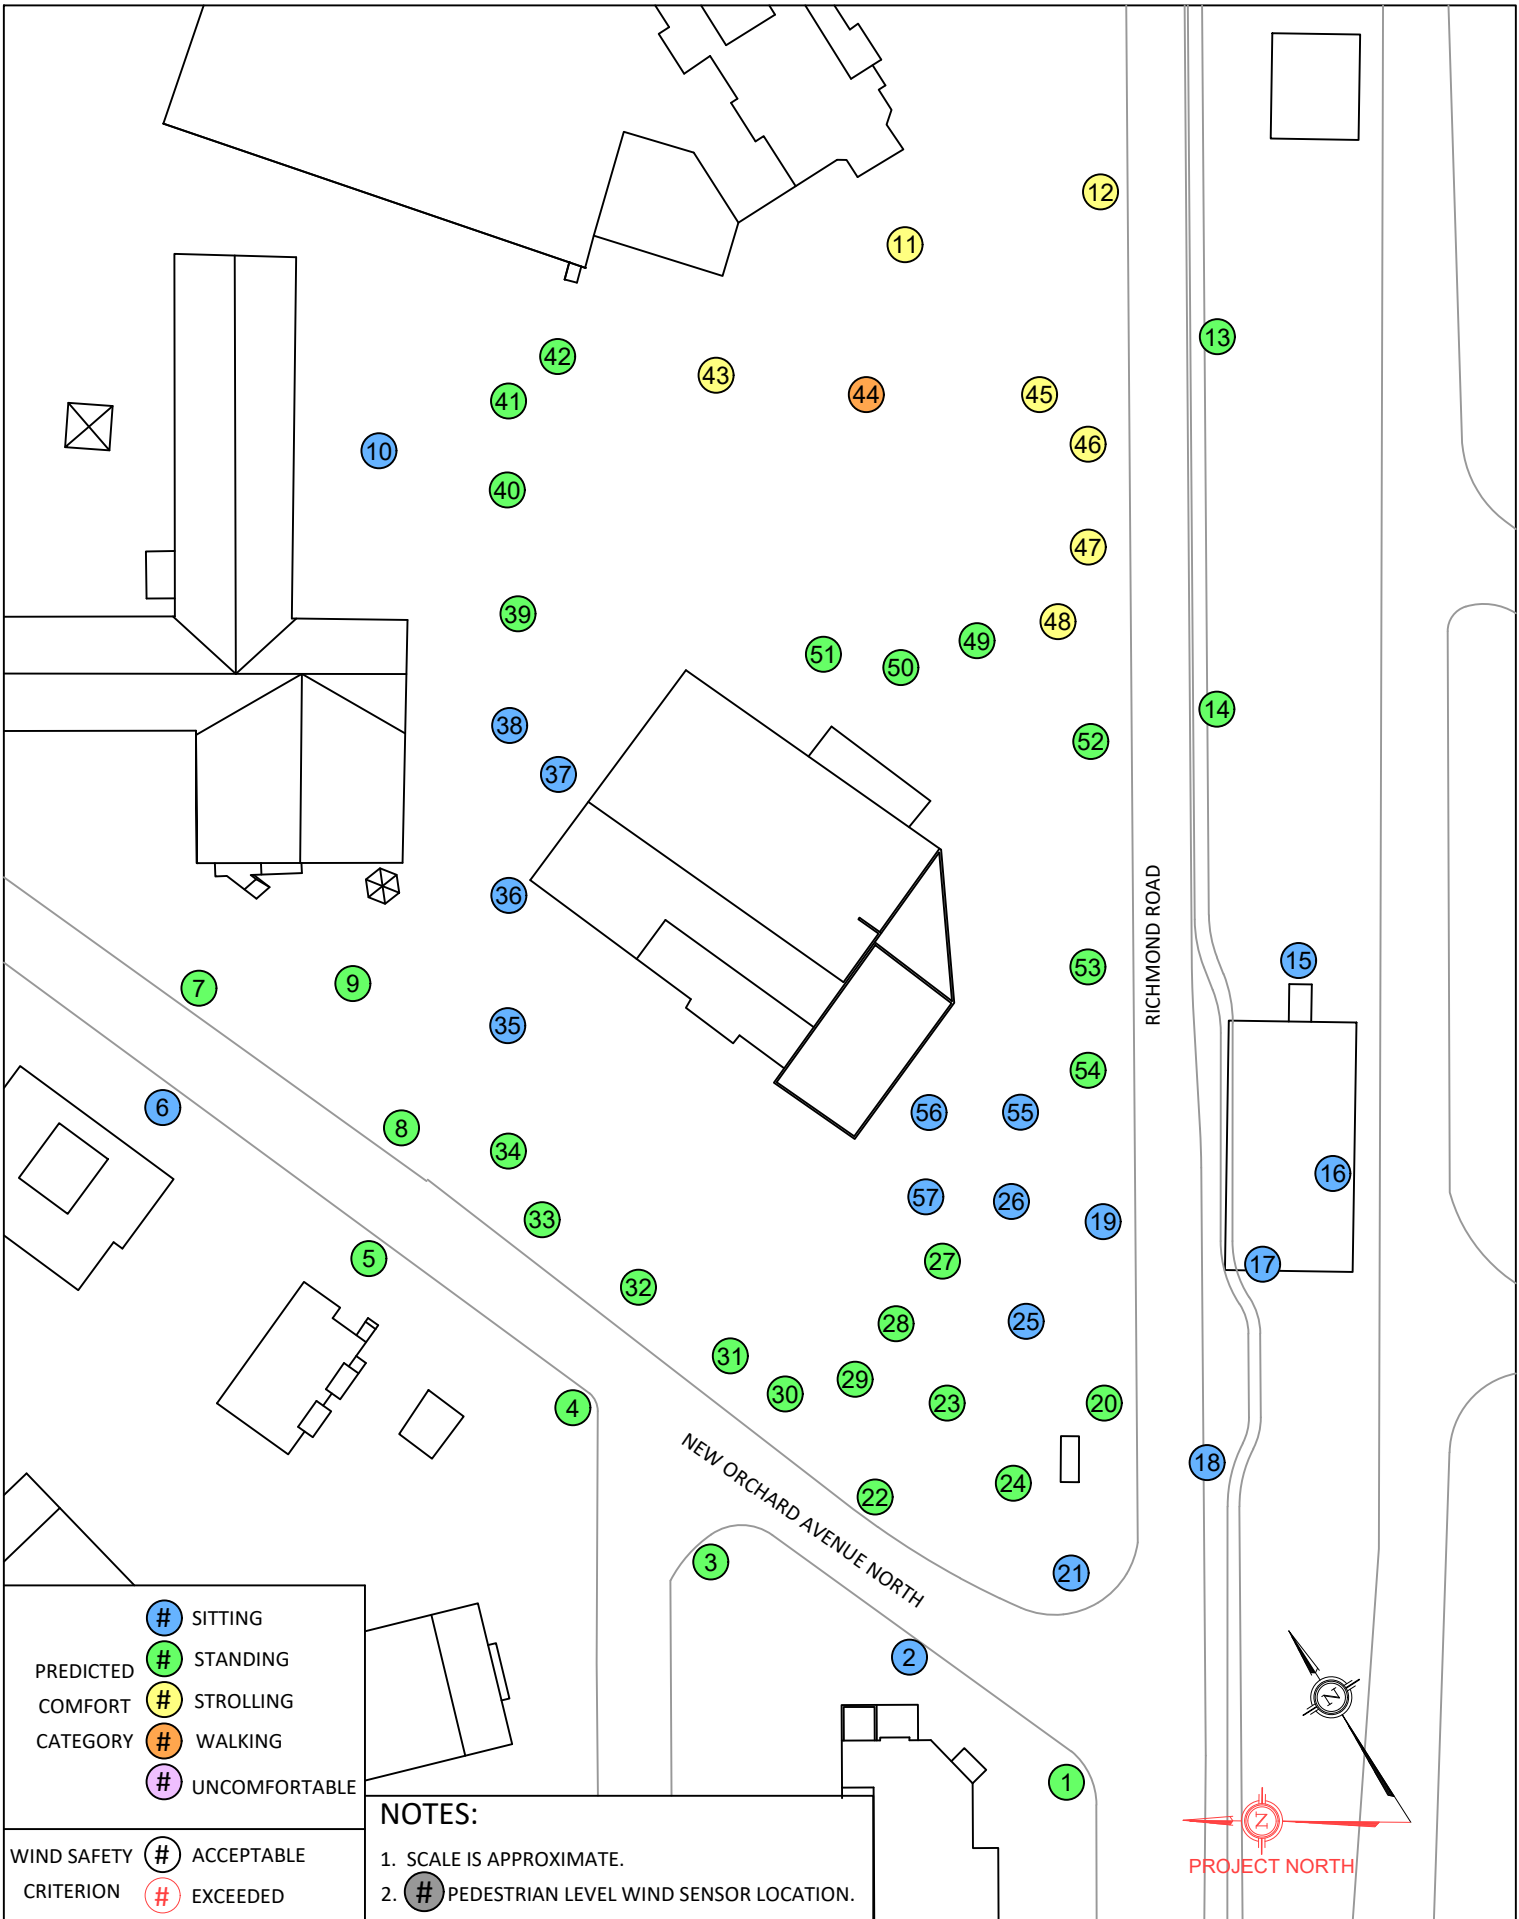 12
11
13
42
43
44
45
41
46
10
40
47
39
48
49
51
50
14
38
52
37
36
RICHMOND ROAD
15
53
9
7
35
54
6
56
55
8
34
16
57
26
33
19
5
27
17
32
28
25
31
29
30
23
20
4
NEW ORCHARD AVENUE NORTH
18
24
22
3
21
2
1
PREDICTED
COMFORT
CATEGORY
# SITTING
# STANDING
# STROLLING
# WALKING
# UNCOMFORTABLE
WIND SAFETY
CRITERION
# ACCEPTABLE
# EXCEEDED
NOTES:
1. SCALE IS APPROXIMATE.
2. # PEDESTRIAN LEVEL WIND SENSOR LOCATION.
N
N
PROJECT NORTH